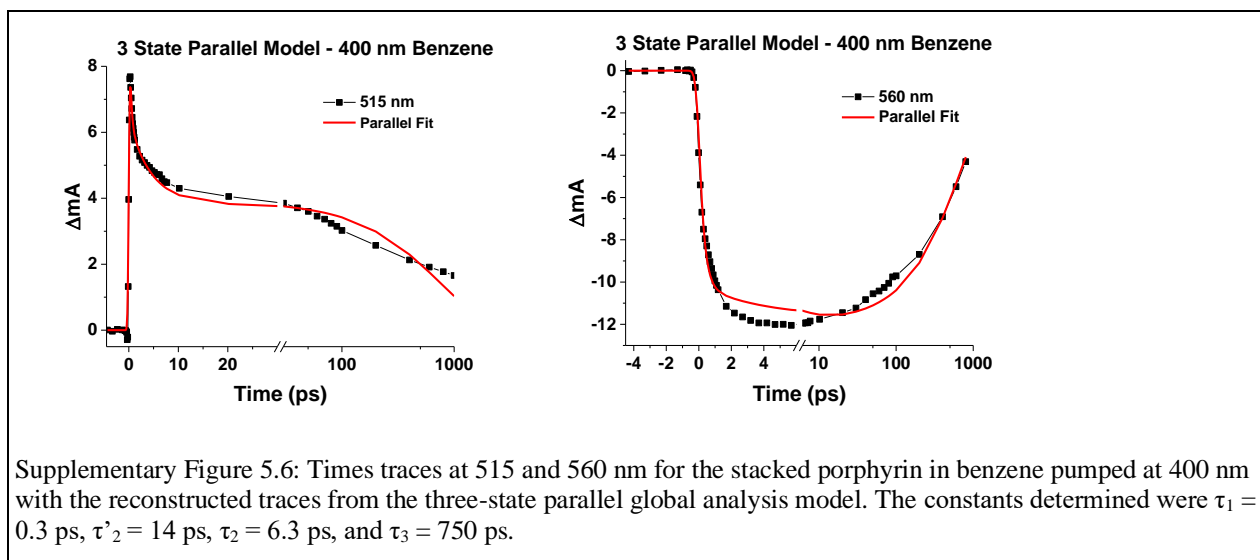 3 State Parallel Model - 400 nm Benzene
8
6
4
2
0
ΔmA
515 nm
Parallel Fit
0
10
20
100
1000
Time (ps)
3 State Parallel Model - 400 nm Benzene
0
-2
-4
-6
-8
-10
-12
ΔmA
560 nm
Parallel Fit
-4
-2
0
2
4
10
100
1000
Time (ps)
Supplementary Figure 5.6: Times traces at 515 and 560 nm for the stacked porphyrin in benzene pumped at 400 nm
with the reconstructed traces from the three-state parallel global analysis model. The constants determined were τ₁ =
0.3 ps, τ'₂ = 14 ps, τ₂ = 6.3 ps, and τ₃ = 750 ps.